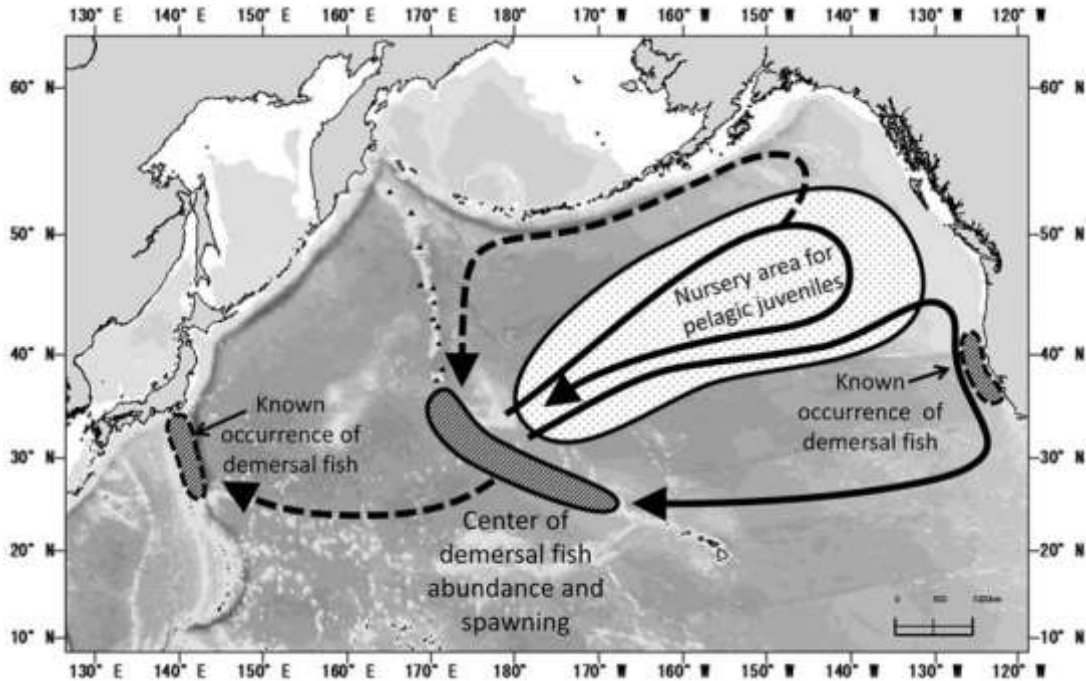 130° E 140° E 150° E 160° E 170° E 180° 170° W 160° W 150° W 140° W 130° W 120° W
60° N 60° N
50° N 50° N
Nursery area for
pelagic juveniles
40° N 40° N
Known
occurrence of
demersal fish
Known
occurrence of
demersal fish
30° N 30° N
Center of
demersal fish
abundance and
spawning
20° N 20° N
10° N 10° N
130° E 140° E 150° E 160° E 170° E 180° 170° W 160° W 150° W 140° W 130° W 120° W